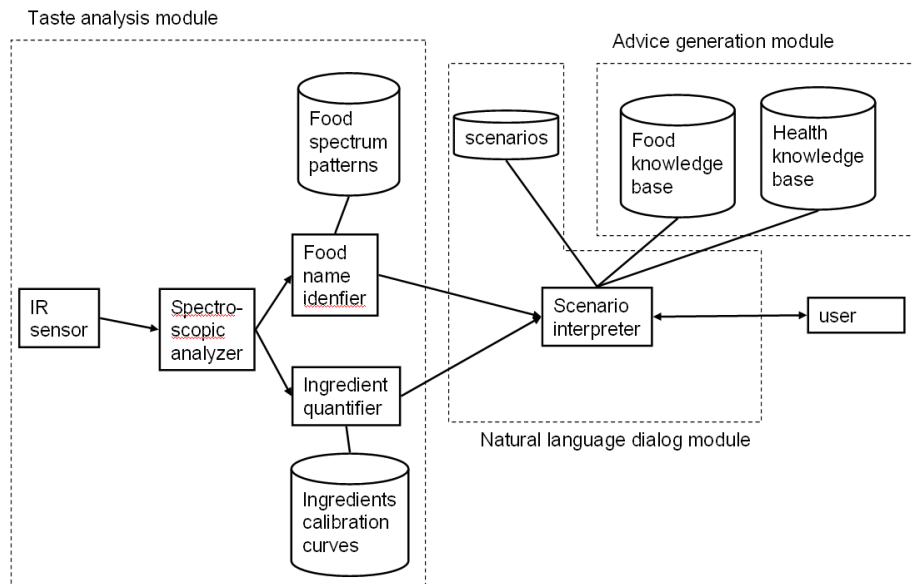 Taste analysis module
Advice generation module
Food
spectrum
patterns
scenarios
Food
knowledge
base
Health
knowledge
base
Food
name
idenfier
IR
sensor
Spectro-
scopic
analyzer
Scenario
interpreter
user
Ingredient
quantifier
Natural language dialog module
Ingredients
calibration
curves